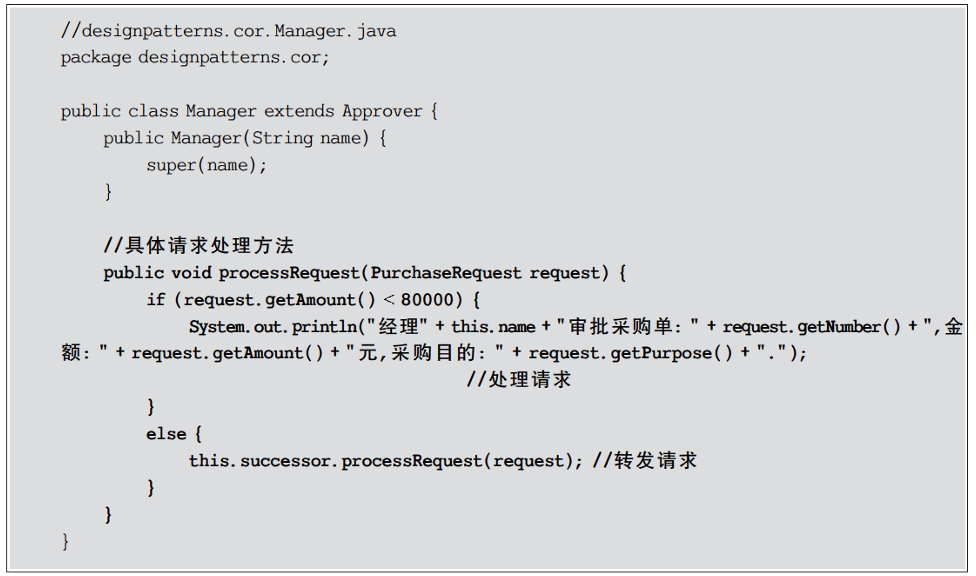 //designpatterns.cor.Manager.java
package designpatterns.cor;
public class Manager extends Approver {
public Manager(String name) {
super(name);
}
//具体请求处理方法
public void processRequest(PurchaseRequest request) {
if (request.getAmount() < 80000) {
System.out.println("经理" + this.name + "审批采购单: " + request.getNumber() + ",金
额: " + request.getAmount() + "元,采购目的: " + request.getPurpose() + ".");
//处理请求
}
else {
this.successor.processRequest(request); //转发请求
}
}
}